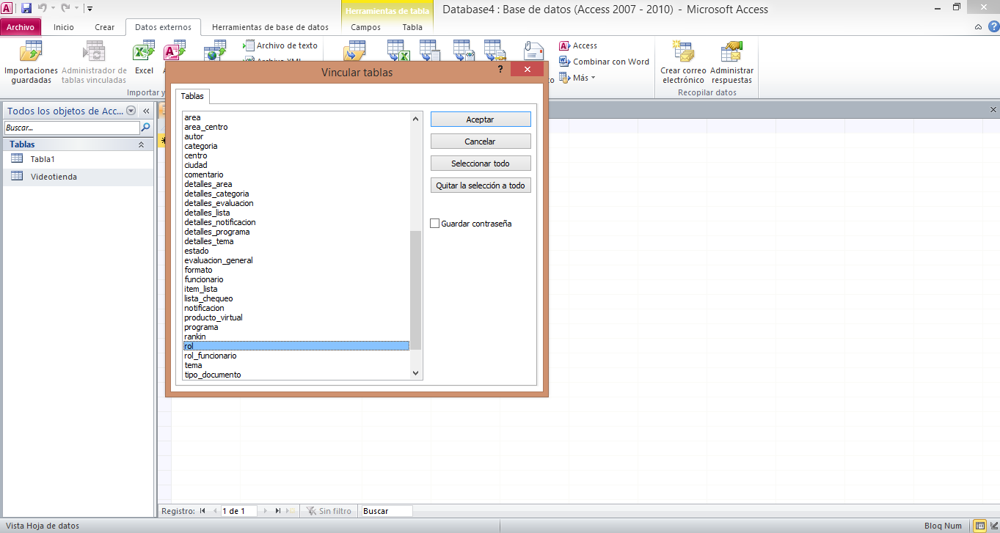 Herramientas de tabla
Database4 : Base de datos (Access 2007 - 2010) - Microsoft Access
Archivo
Inicio
Crear
Datos externos
Herramientas de base de datos
Campos
Tabla
Importaciones guardadas
Administrador de tablas vinculadas
Excel
Archivo de texto
Importar y
Access
Combinar con Word
Más
Crear correo electrónico
Administrar respuestas
Recopilar datos
Todos los objetos de Acc...
Buscar...
Tablas
Tabla1
Videotienda
Vincular tablas
Tablas
area
area_centro
autor
categoria
centro
ciudad
comentario
detalles_area
detalles_categoria
detalles_evaluacion
detalles_lista
detalles_notificacion
detalles_programa
detalles_tema
estado
evaluacion_general
formato
funcionario
item_lista
lista_chequeo
notificacion
producto_virtual
programa
rankin
rol
rol_funcionario
tema
tipo_documento
Aceptar
Cancelar
Seleccionar todo
Quitar la selección a todo
Guardar contraseña
Registro:
1 de 1
Sin filtro
Buscar
Vista Hoja de datos
Bloq Num